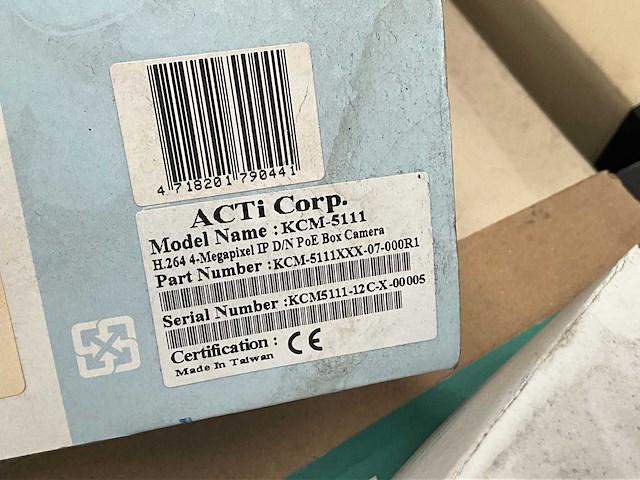 4 718201 790441
ACTi Corp.
Model Name : KCM-5111
H.264 4-Megapixel IP D/N PoE Box Camera
Part Number :KCM-5111XXX-07-000R1
Serial Number :KCM5111-12C-X-00005
Certification : CE
Made In Taiwan